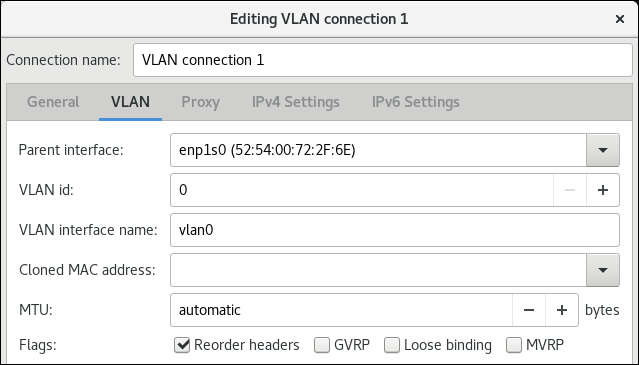 Editing VLAN connection 1
Connection name: VLAN connection 1
General VLAN Proxy IPv4 Settings IPv6 Settings
Parent interface: enp1s0 (52:54:00:72:2F:6E)
VLAN id: 0
VLAN interface name: vlan0
Cloned MAC address:
MTU: automatic bytes
Flags: Reorder headers GVRP Loose binding MVRP